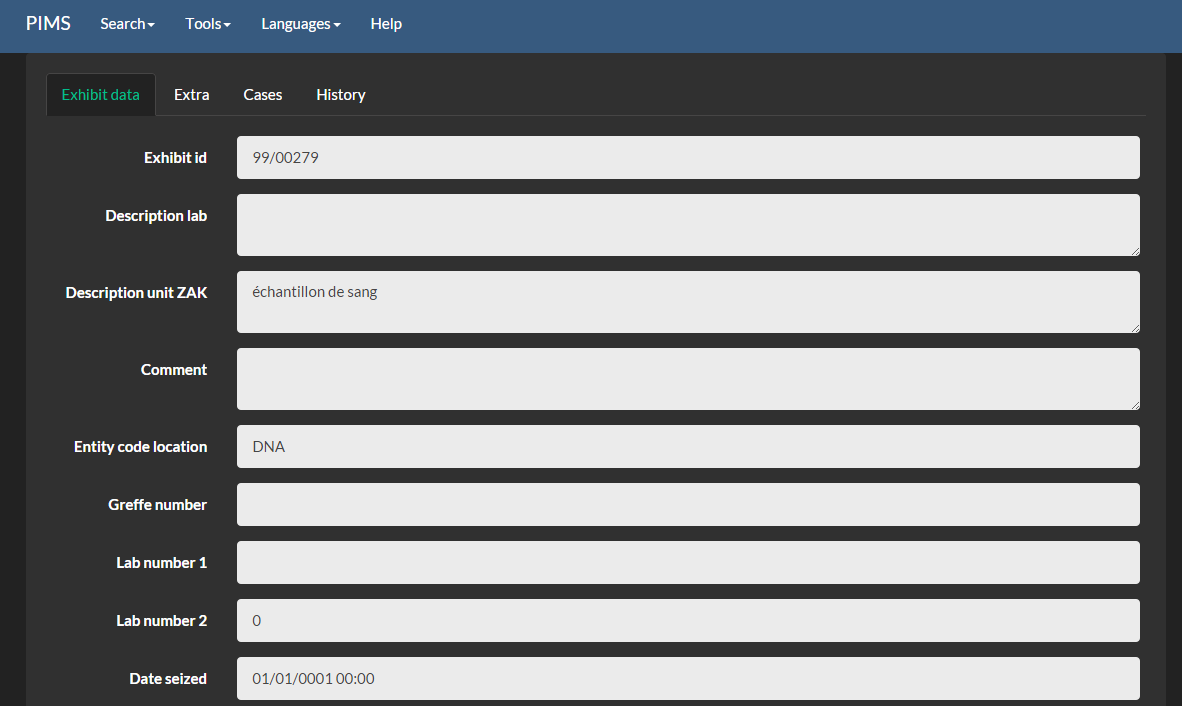 PIMS Search Tools Languages Help
Exhibit data Extra Cases History
Exhibit id 99/00279
Description lab
Description unit ZAK échantillon de sang
Comment
Entity code location DNA
Greffe number
Lab number 1
Lab number 2 0
Date seized 01/01/0001 00:00